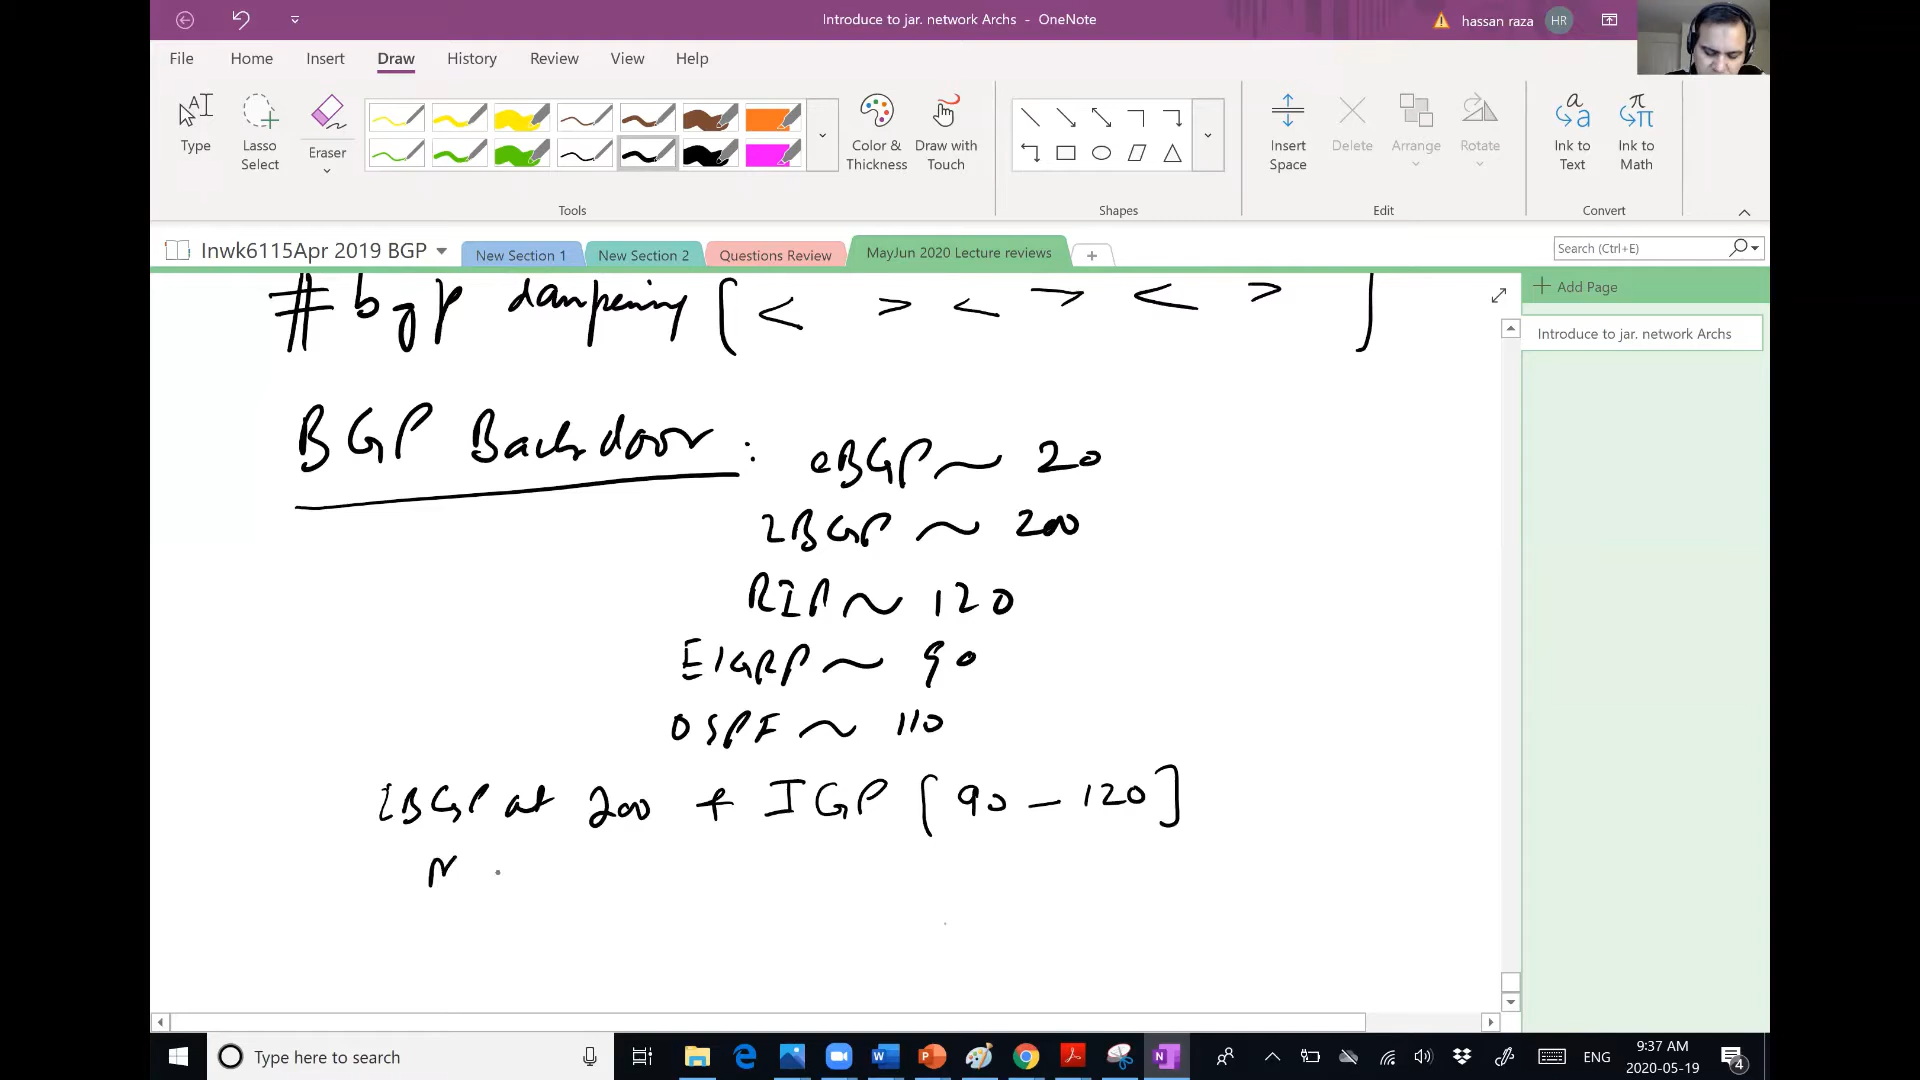 Introduce to jar. network Archs - OneNote
hassan raza HR
File Home Insert Draw History Review View Help
Type
Lasso Select
Eraser
Color & Thickness
Draw with Touch
Insert Space
Delete
Arrange
Rotate
Ink to Text
Ink to Math
Tools Shapes Edit Convert
Inwk6115Apr 2019 BGP New Section 1 New Section 2 Questions Review MayJun 2020 Lecture reviews + Search (Ctrl+E)
Add Page
Introduce to jar. network Archs
#bgp dampening [< > < > < >]
BGP Backdoor : eBGP ~ 20
IBGP ~ 200
RIP ~ 120
EIGRP ~ 90
OSPF ~ 110
IBGP at 200 + IGP [90 - 120]
N
Type here to search
ENG
9:37 AM
2020-05-19
4